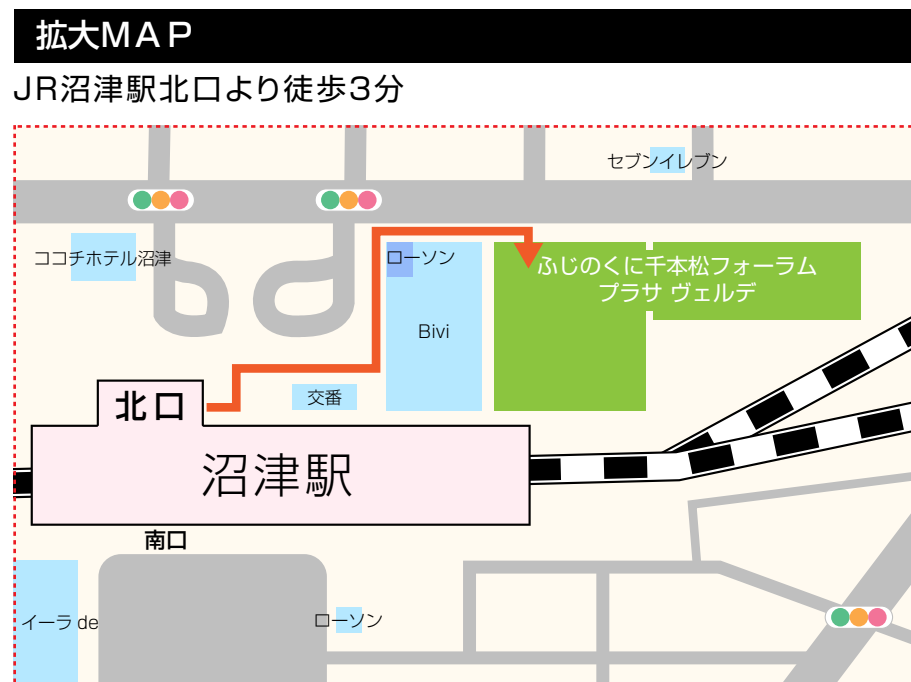 拡大MAP
JR沼津駅北口より徒歩3分
セブンイレブン
ココチホテル沼津
ローソン
ふじのくに千本松フォーラム
プラサ ヴェルデ
Bivi
交番
北口
沼津駅
南口
イーラde
ローソン